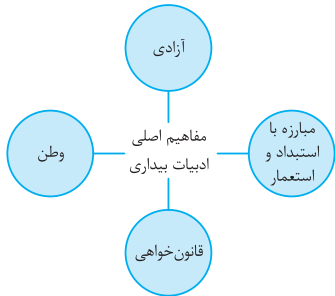 آزادی
مبارزه با
استبداد و
استعمار
مفاهیم اصلی
ادبیات بیداری
وطن
قانون‌خواهی